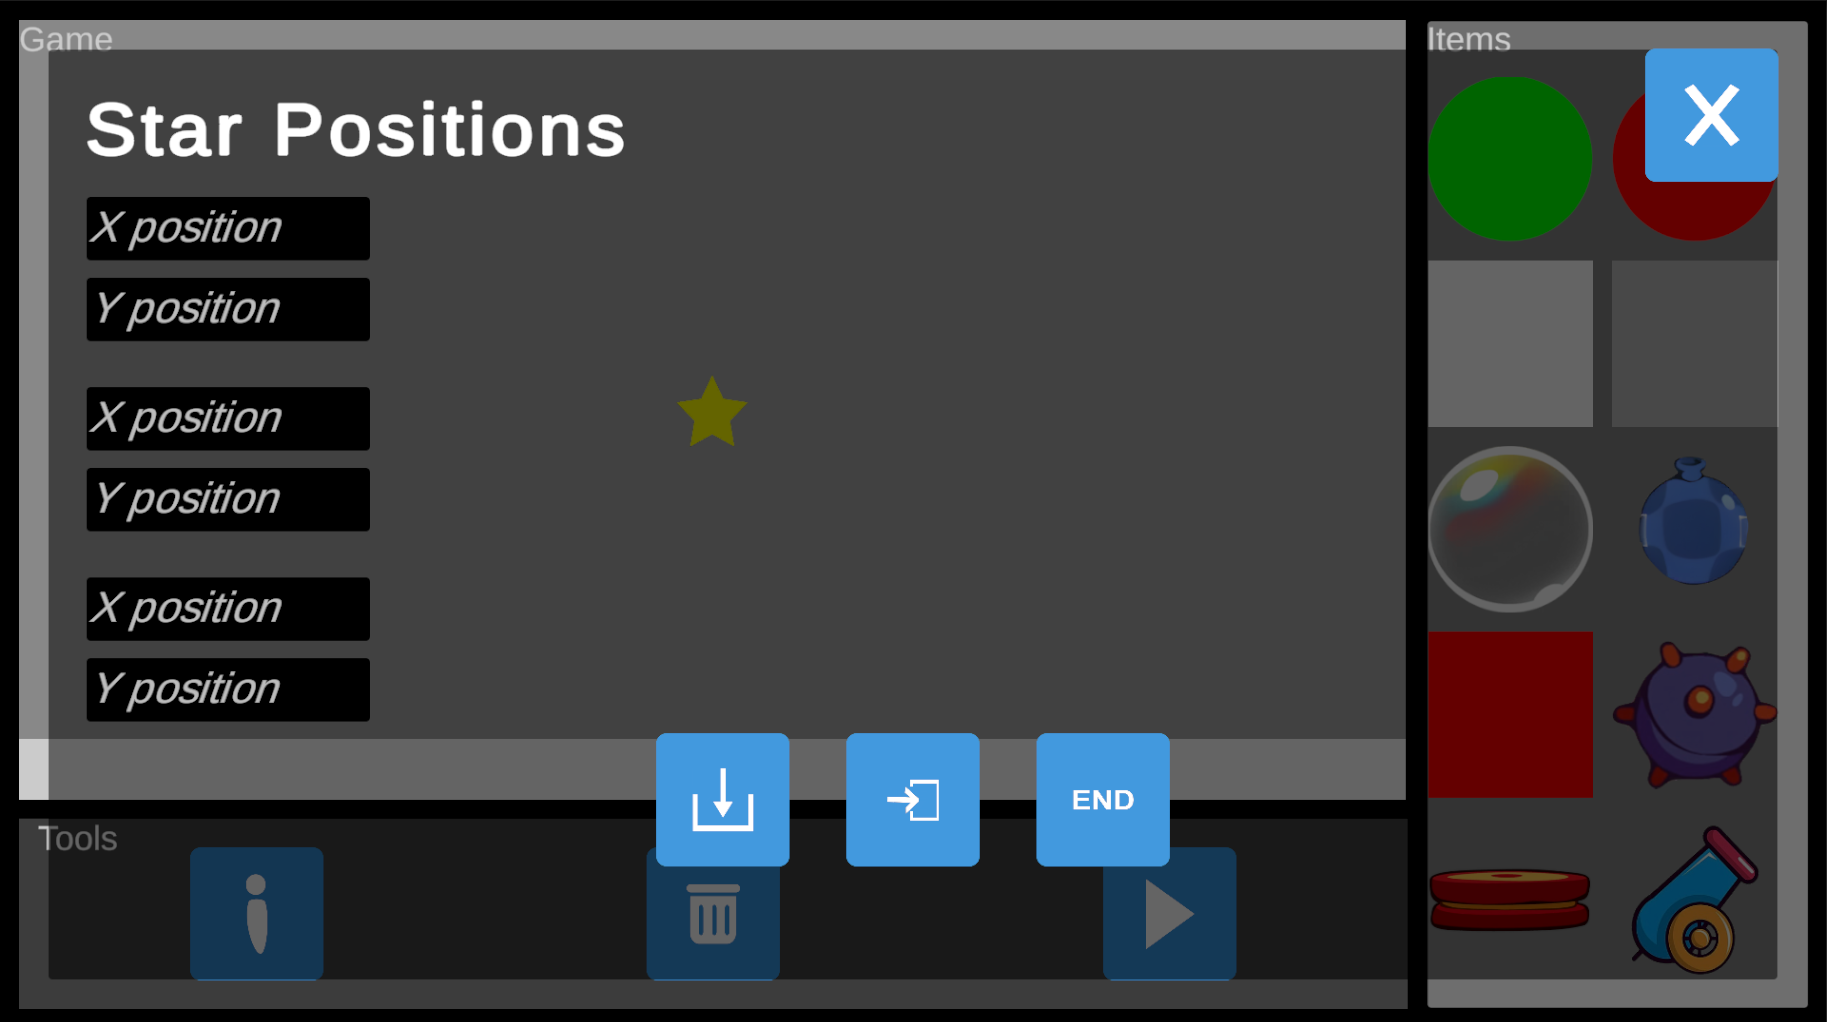 Game
Items
X
Star Positions
X position
Y position
X position
Y position
X position
Y position
END
Tools